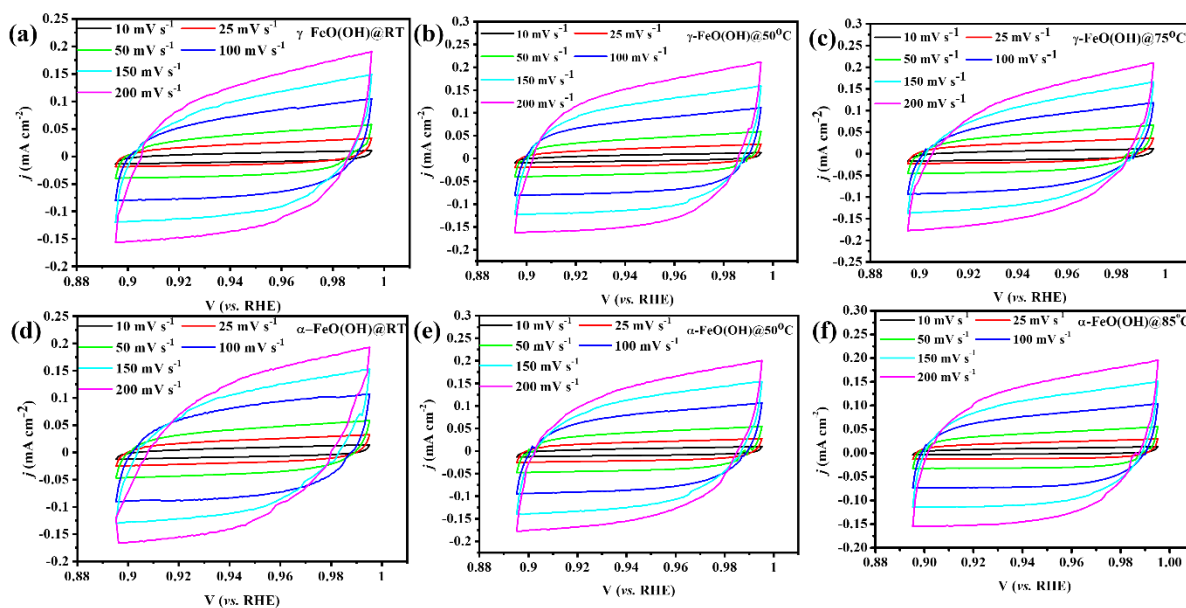 (a)
10 mV s⁻¹ 25 mV s⁻¹
γ FeO(OH)@RT
50 mV s⁻¹ 100 mV s⁻¹
150 mV s⁻¹
200 mV s⁻¹
0.25
0.2
0.15
0.1
0.05
0
-0.05
-0.1
-0.15
-0.2
j (mA cm⁻²)
0.88 0.9 0.92 0.94 0.96 0.98 1
V (vs. RHE)
(b)
10 mV s⁻¹ 25 mV s⁻¹
γ-FeO(OH)@50⁰C
50 mV s⁻¹ 100 mV s⁻¹
150 mV s⁻¹
200 mV s⁻¹
0.3
0.25
0.2
0.15
0.1
0.05
0
-0.05
-0.1
-0.15
-0.2
j (mA cm⁻²)
0.88 0.9 0.92 0.94 0.96 0.98 1
V (vs. RHE)
(c)
10 mV s⁻¹ 25 mV s⁻¹
γ-FeO(OH)@75⁰C
50 mV s⁻¹ 100 mV s⁻¹
150 mV s⁻¹
200 mV s⁻¹
0.25
0.2
0.15
0.1
0.05
0
-0.05
-0.1
-0.15
-0.2
-0.25
j (mA cm⁻²)
0.88 0.9 0.92 0.94 0.96 0.98 1
V (vs. RHE)
(d)
10 mV s⁻¹ 25 mV s⁻¹
α–FeO(OH)@RT
50 mV s⁻¹ 100 mV s⁻¹
150 mV s⁻¹
200 mV s⁻¹
0.25
0.2
0.15
0.1
0.05
0
-0.05
-0.1
-0.15
0.2
j (mA cm⁻²)
0.88 0.9 0.92 0.94 0.96 0.98 1
V (vs. RHE)
(e)
10 mV s⁻¹ 25 mV s⁻¹
α-FeO(OH)@50⁰C
50 mV s⁻¹ 100 mV s⁻¹
150 mV s⁻¹
200 mV s⁻¹
0.3
0.25
0.2
0.15
0.1
0.05
0
-0.05
-0.1
-0.15
-0.2
j (mA cm⁻²)
0.88 0.9 0.92 0.94 0.96 0.98 1
V (vs. RHE)
(f)
10 mV s⁻¹ 25 mV s⁻¹
α-FeO(OH)@85°C
50 mV s⁻¹ 100 mV s⁻¹
150 mV s⁻¹
200 mV s⁻¹
0.30
0.25
0.20
0.15
0.10
0.05
0.00
-0.05
-0.10
-0.15
j (mA cm⁻²)
0.88 0.90 0.92 0.94 0.96 0.98 1.00
V (vs. RHE)